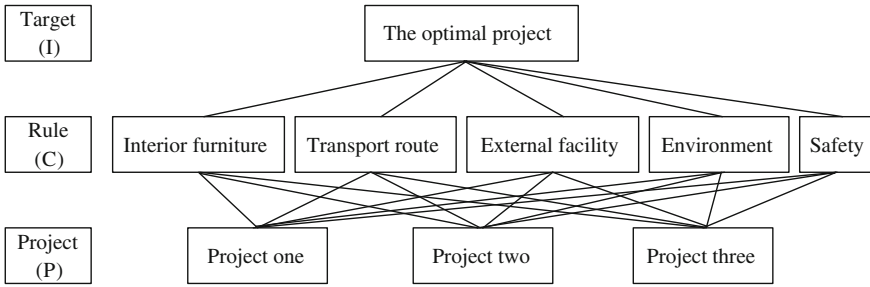 Target
(I)
The optimal project
Rule
(C)
Interior furniture
Transport route
External facility
Environment
Safety
Project
(P)
Project one
Project two
Project three